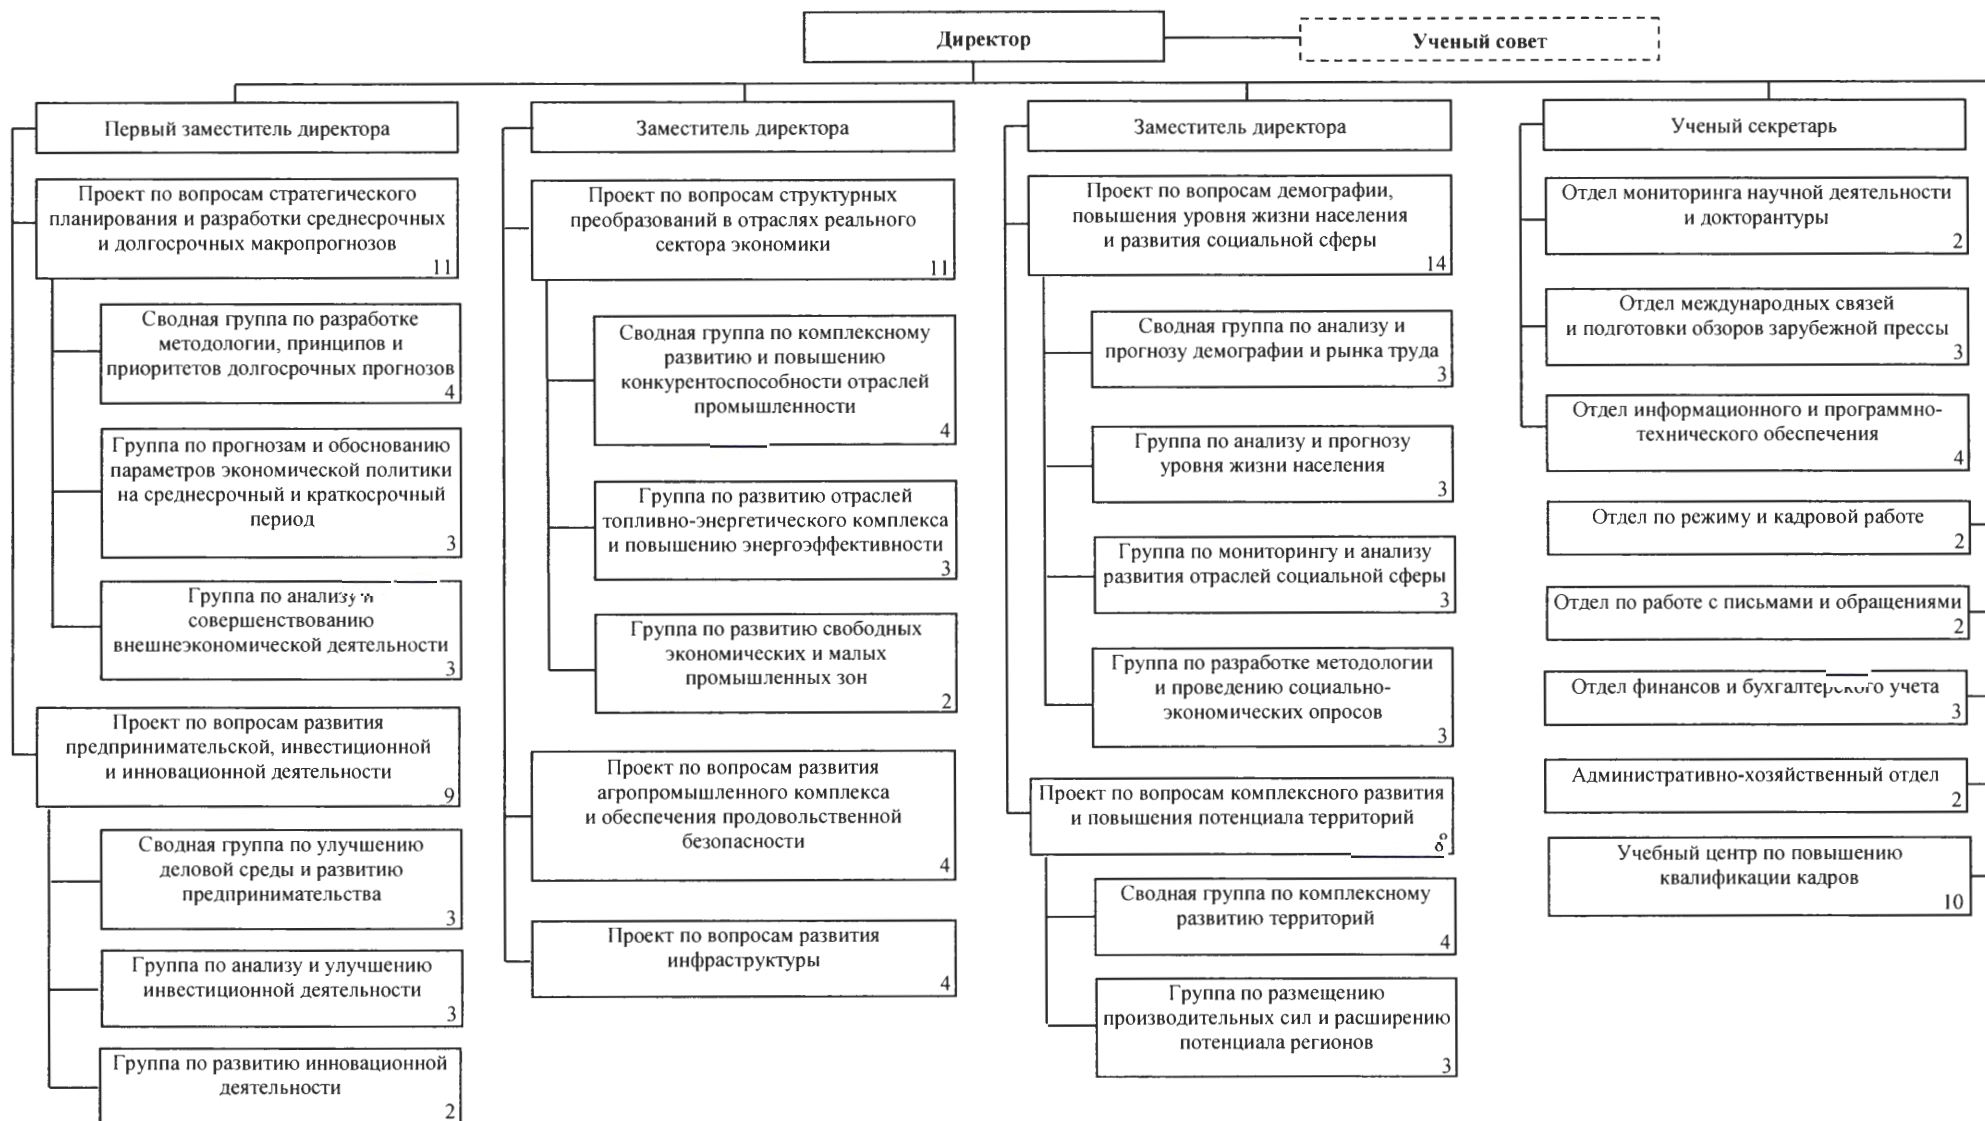 Директор
Ученый совет
Первый заместитель директора
Проект по вопросам стратегического
планирования и разработки среднесрочных
и долгосрочных макропрогнозов
11
Сводная группа по разработке
методологии, принципов и
приоритетов долгосрочных прогнозов
4
Группа по прогнозам и обоснованию
параметров экономической политики
на среднесрочный и краткосрочный
период
3
Группа по анализу и
совершенствованию
внешнеэкономической деятельности
3
Проект по вопросам развития
предпринимательской, инвестиционной
и инновационной деятельности
9
Сводная группа по улучшению
деловой среды и развитию
предпринимательства
3
Группа по анализу и улучшению
инвестиционной деятельности
3
Группа по развитию инновационной
деятельности
2
Заместитель директора
Проект по вопросам структурных
преобразований в отраслях реального
сектора экономики
11
Сводная группа по комплексному
развитию и повышению
конкурентоспособности отраслей
промышленности
4
Группа по развитию отраслей
топливно-энергетического комплекса
и повышению энергоэффективности
3
Группа по развитию свободных
экономических и малых
промышленных зон
2
Проект по вопросам развития
агропромышленного комплекса
и обеспечения продовольственной
безопасности
4
Проект по вопросам развития
инфраструктуры
4
Заместитель директора
Проект по вопросам демографии,
повышения уровня жизни населения
и развития социальной сферы
14
Сводная группа по анализу и
прогнозу демографии и рынка труда
3
Группа по анализу и прогнозу
уровня жизни населения
3
Группа по мониторингу и анализу
развития отраслей социальной сферы
3
Группа по разработке методологии
и проведению социально-
экономических опросов
3
Проект по вопросам комплексного развития
и повышения потенциала территорий
8
Сводная группа по комплексному
развитию территорий
4
Группа по размещению
производительных сил и расширению
потенциала регионов
3
Ученый секретарь
Отдел мониторинга научной деятельности
и докторантуры
2
Отдел международных связей
и подготовки обзоров зарубежной прессы
3
Отдел информационного и программно-
технического обеспечения
4
Отдел по режиму и кадровой работе
2
Отдел по работе с письмами и обращениями
2
Отдел финансов и бухгалтерского учета
3
Административно-хозяйственный отдел
2
Учебный центр по повышению
квалификации кадров
10